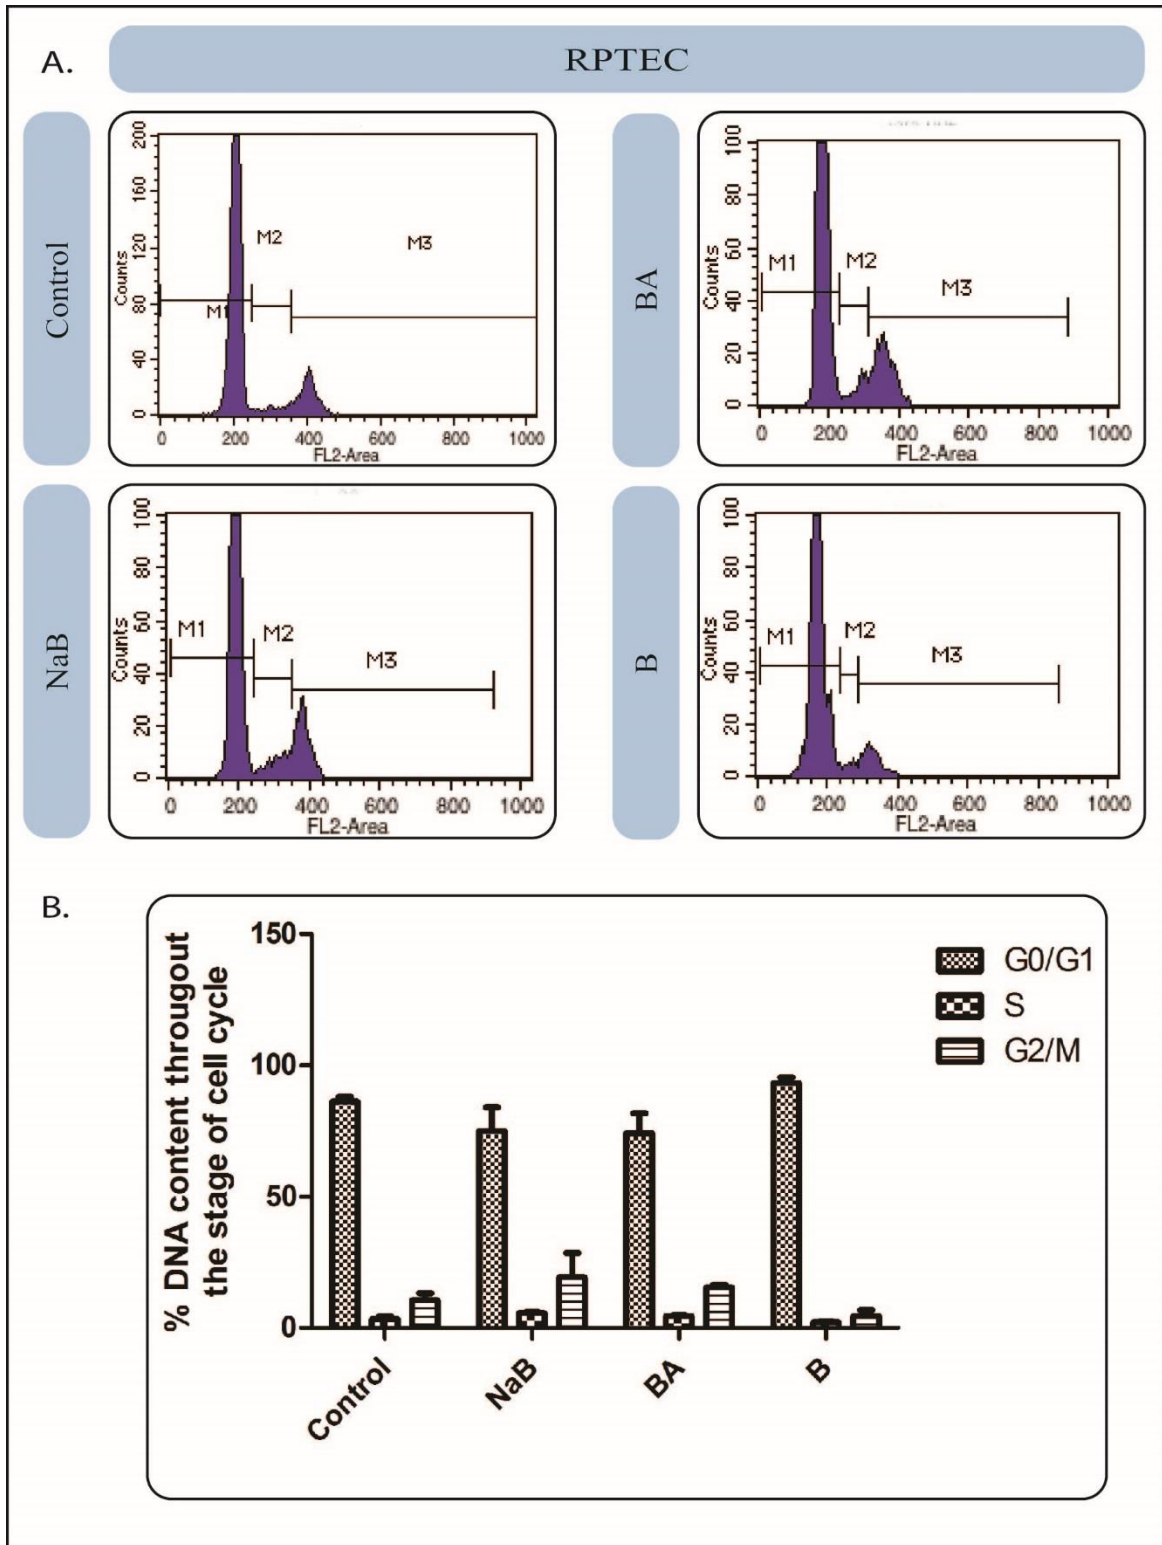 A.
RPTEC
Control
200
160
120
80
40
0
Counts
M1
M2
M3
0 200 400 600 800 1000
FL2-Area
BA
100
80
60
40
20
0
Counts
M1
M2
M3
0 200 400 600 800 1000
FL2-Area
NaB
100
80
60
40
20
0
Counts
M1
M2
M3
0 200 400 600 800 1000
FL2-Area
B
100
80
60
40
20
0
Counts
M1
M2
M3
0 200 400 600 800 1000
FL2-Area
B.
% DNA content througout
the stage of cell cycle
150
100
50
0
Control
NaB
BA
B
G0/G1
S
G2/M